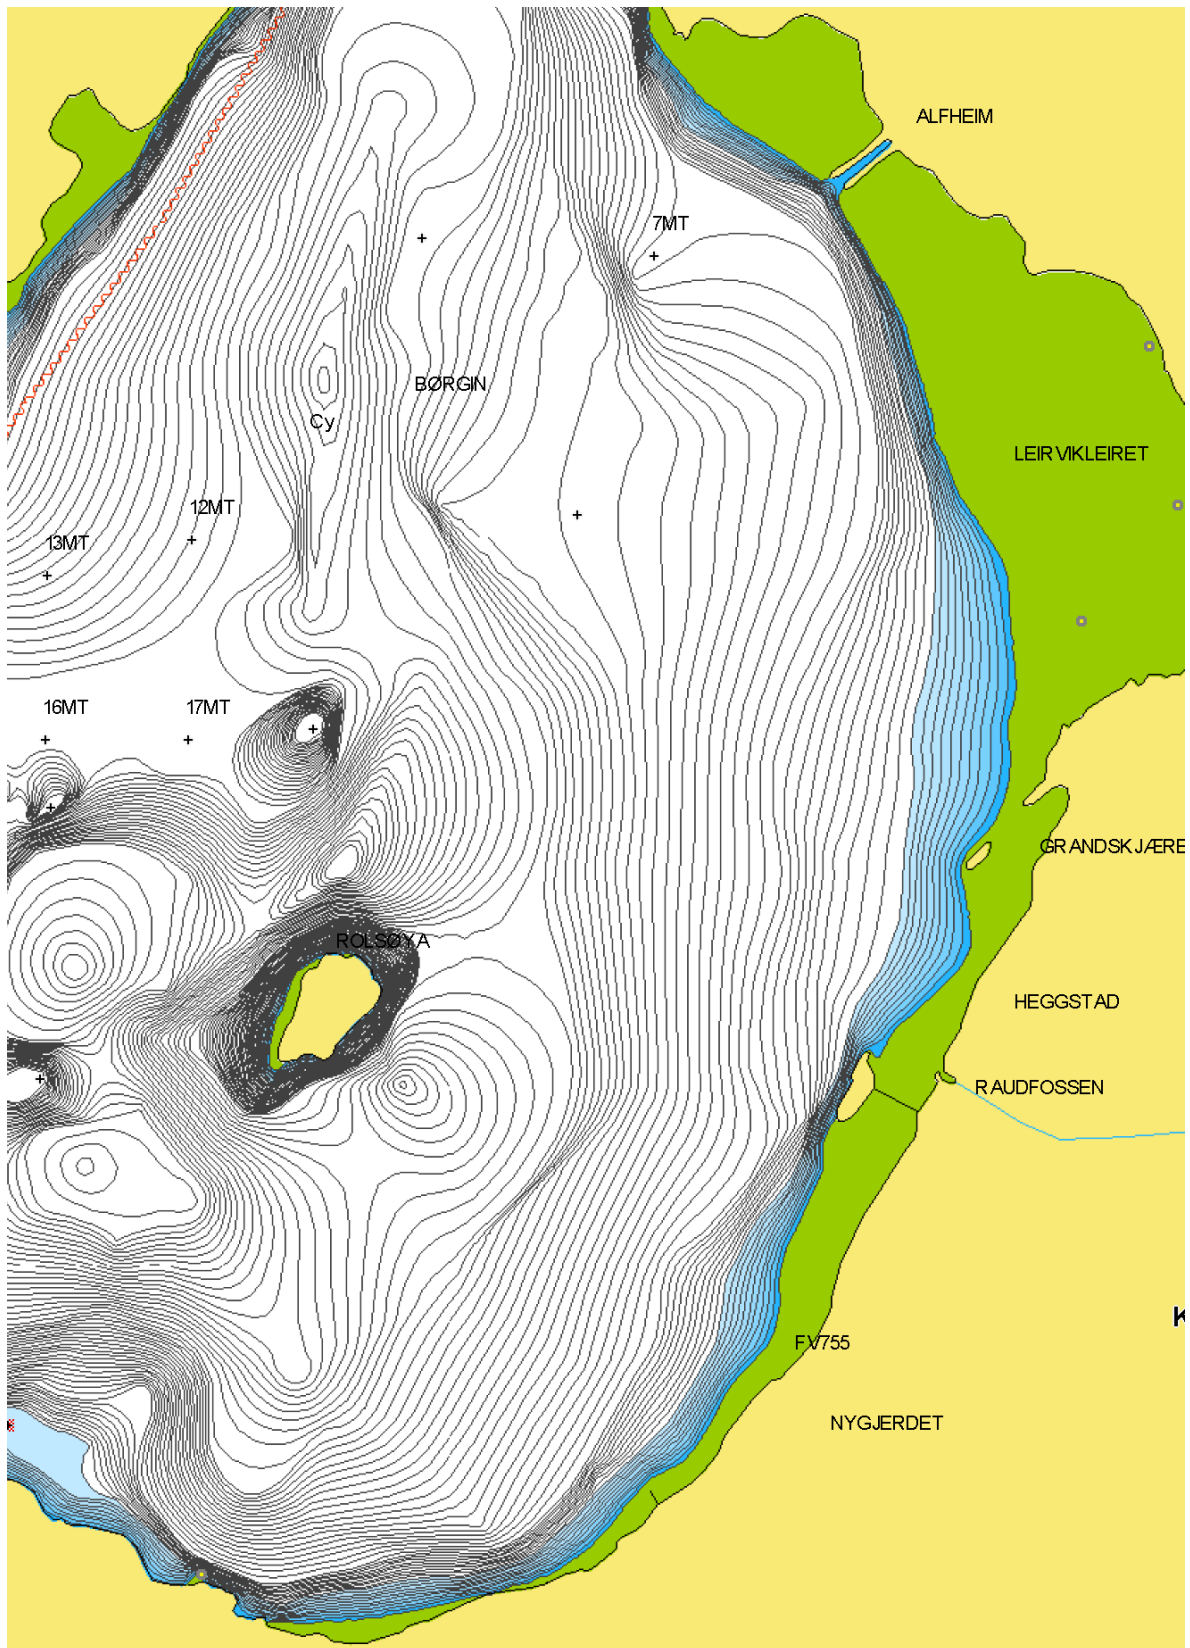 ALFHEIM
7MT
BØRGIN
Cy
LEIRVIKLEIRET
12MT
13MT
16MT
17MT
GRANDSKJÆRE
ROLSØYA
HEGGSTAD
RAUDFOSSEN
K
FV755
NYGJERDET